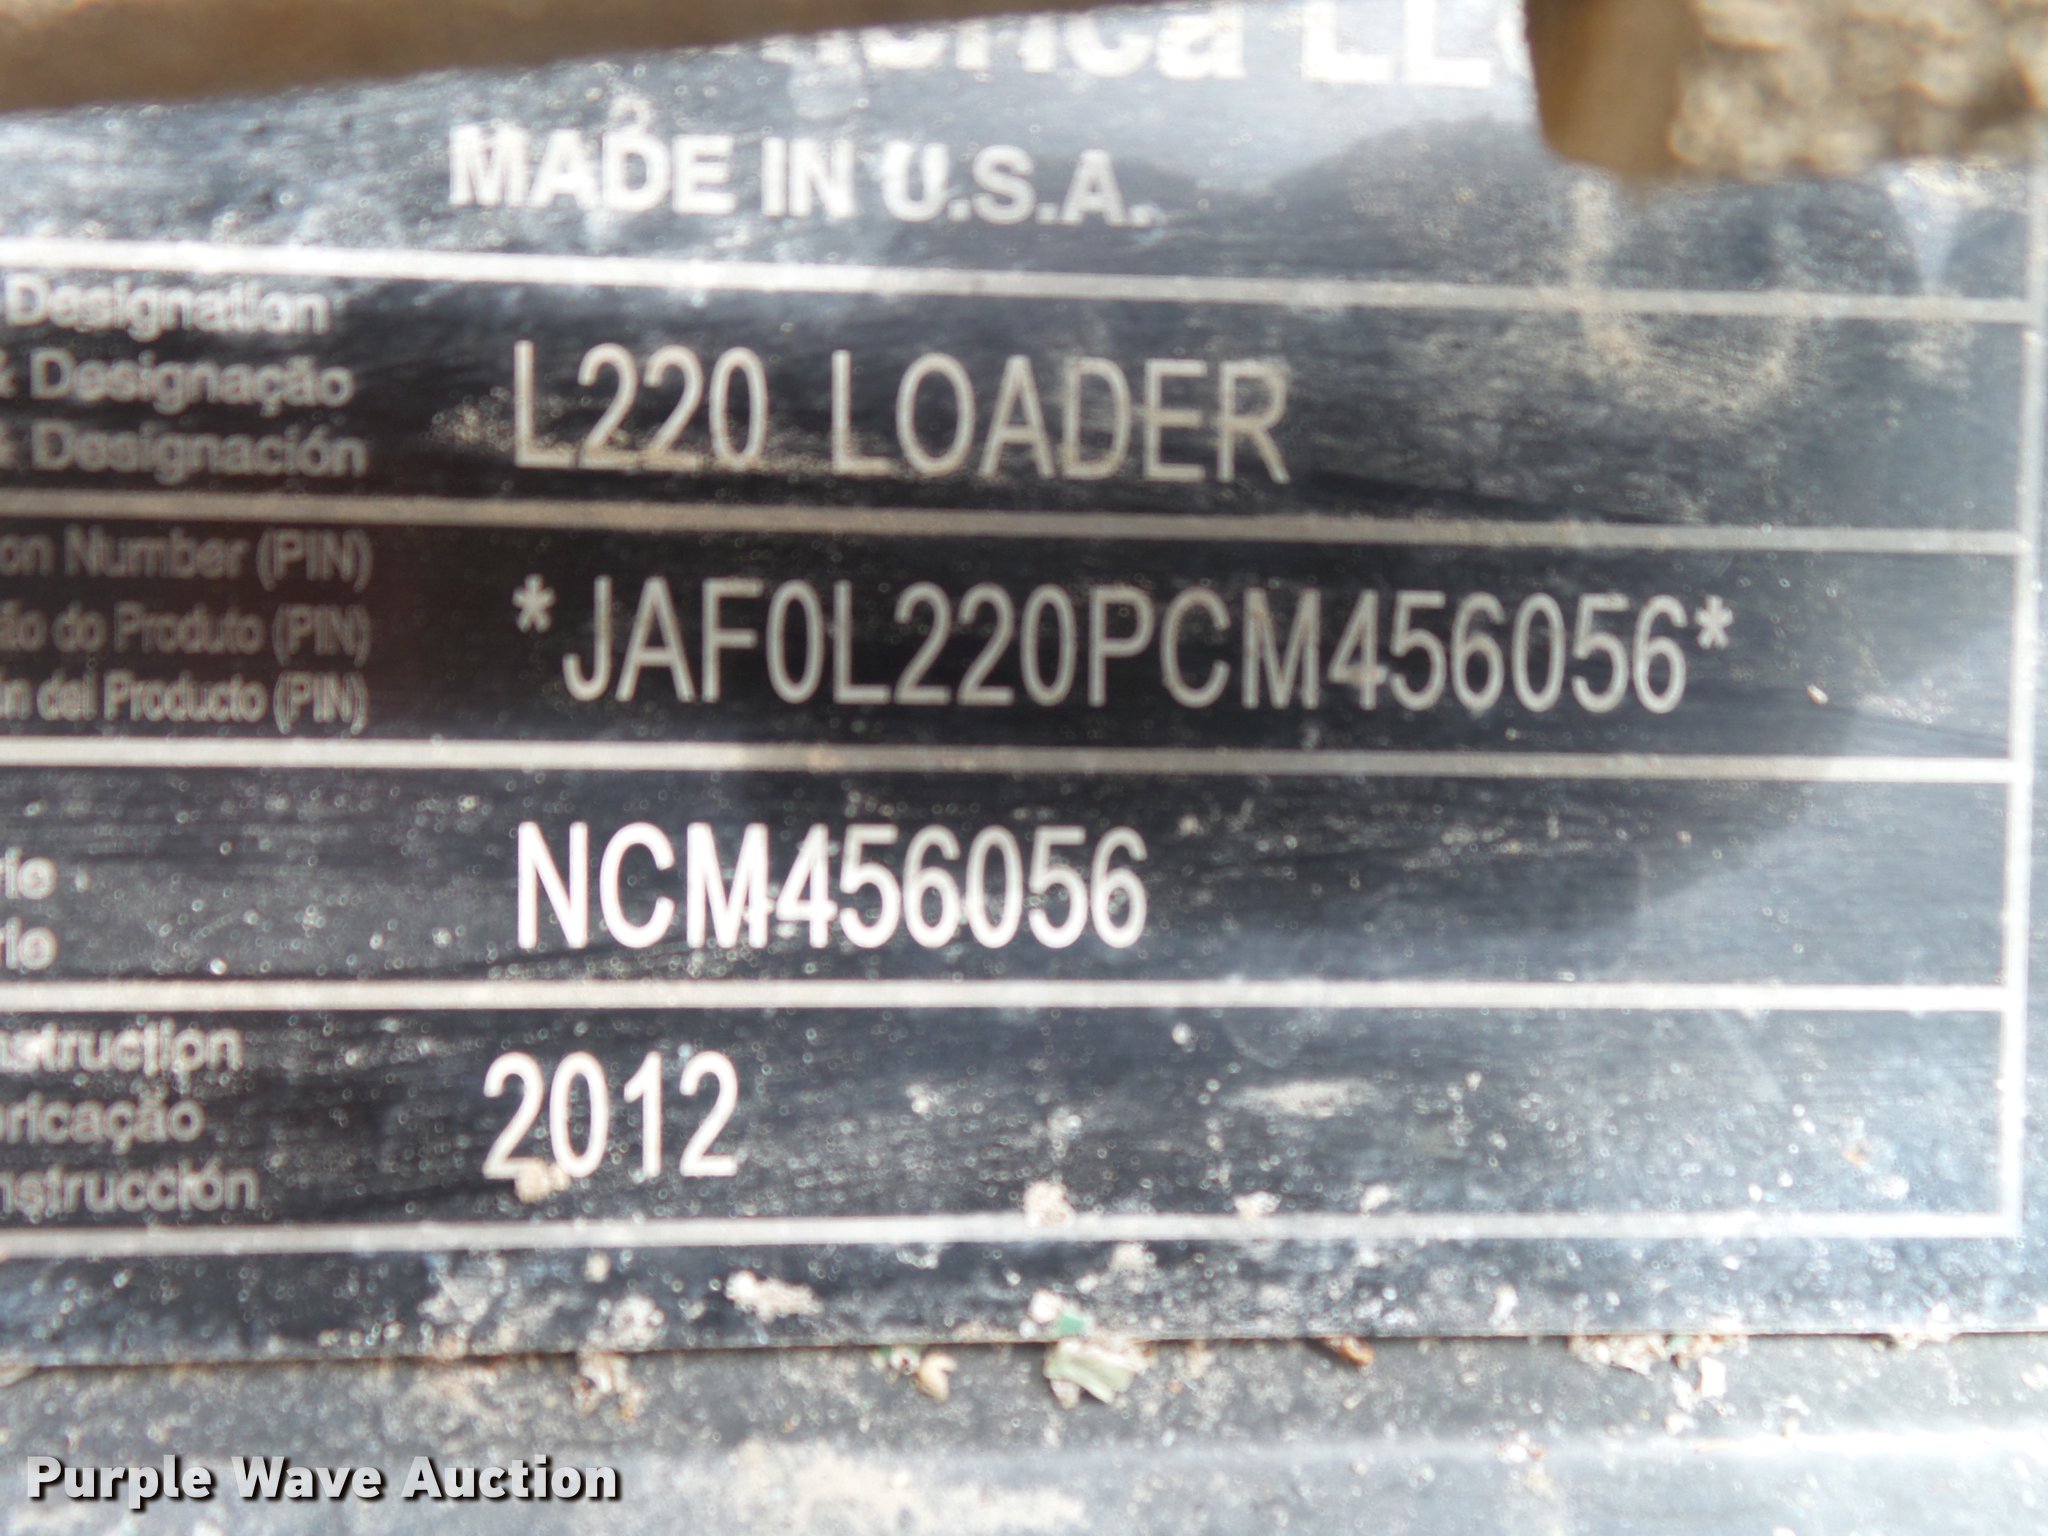 MADE IN U.S.A.
Designation
& Designação
& Designación
L220 LOADER
Number (PIN)
do Produto (PIN)
del Producto (PIN)
*JAF0L220PCM456056*
NCM456056
2012
Purple Wave Auction